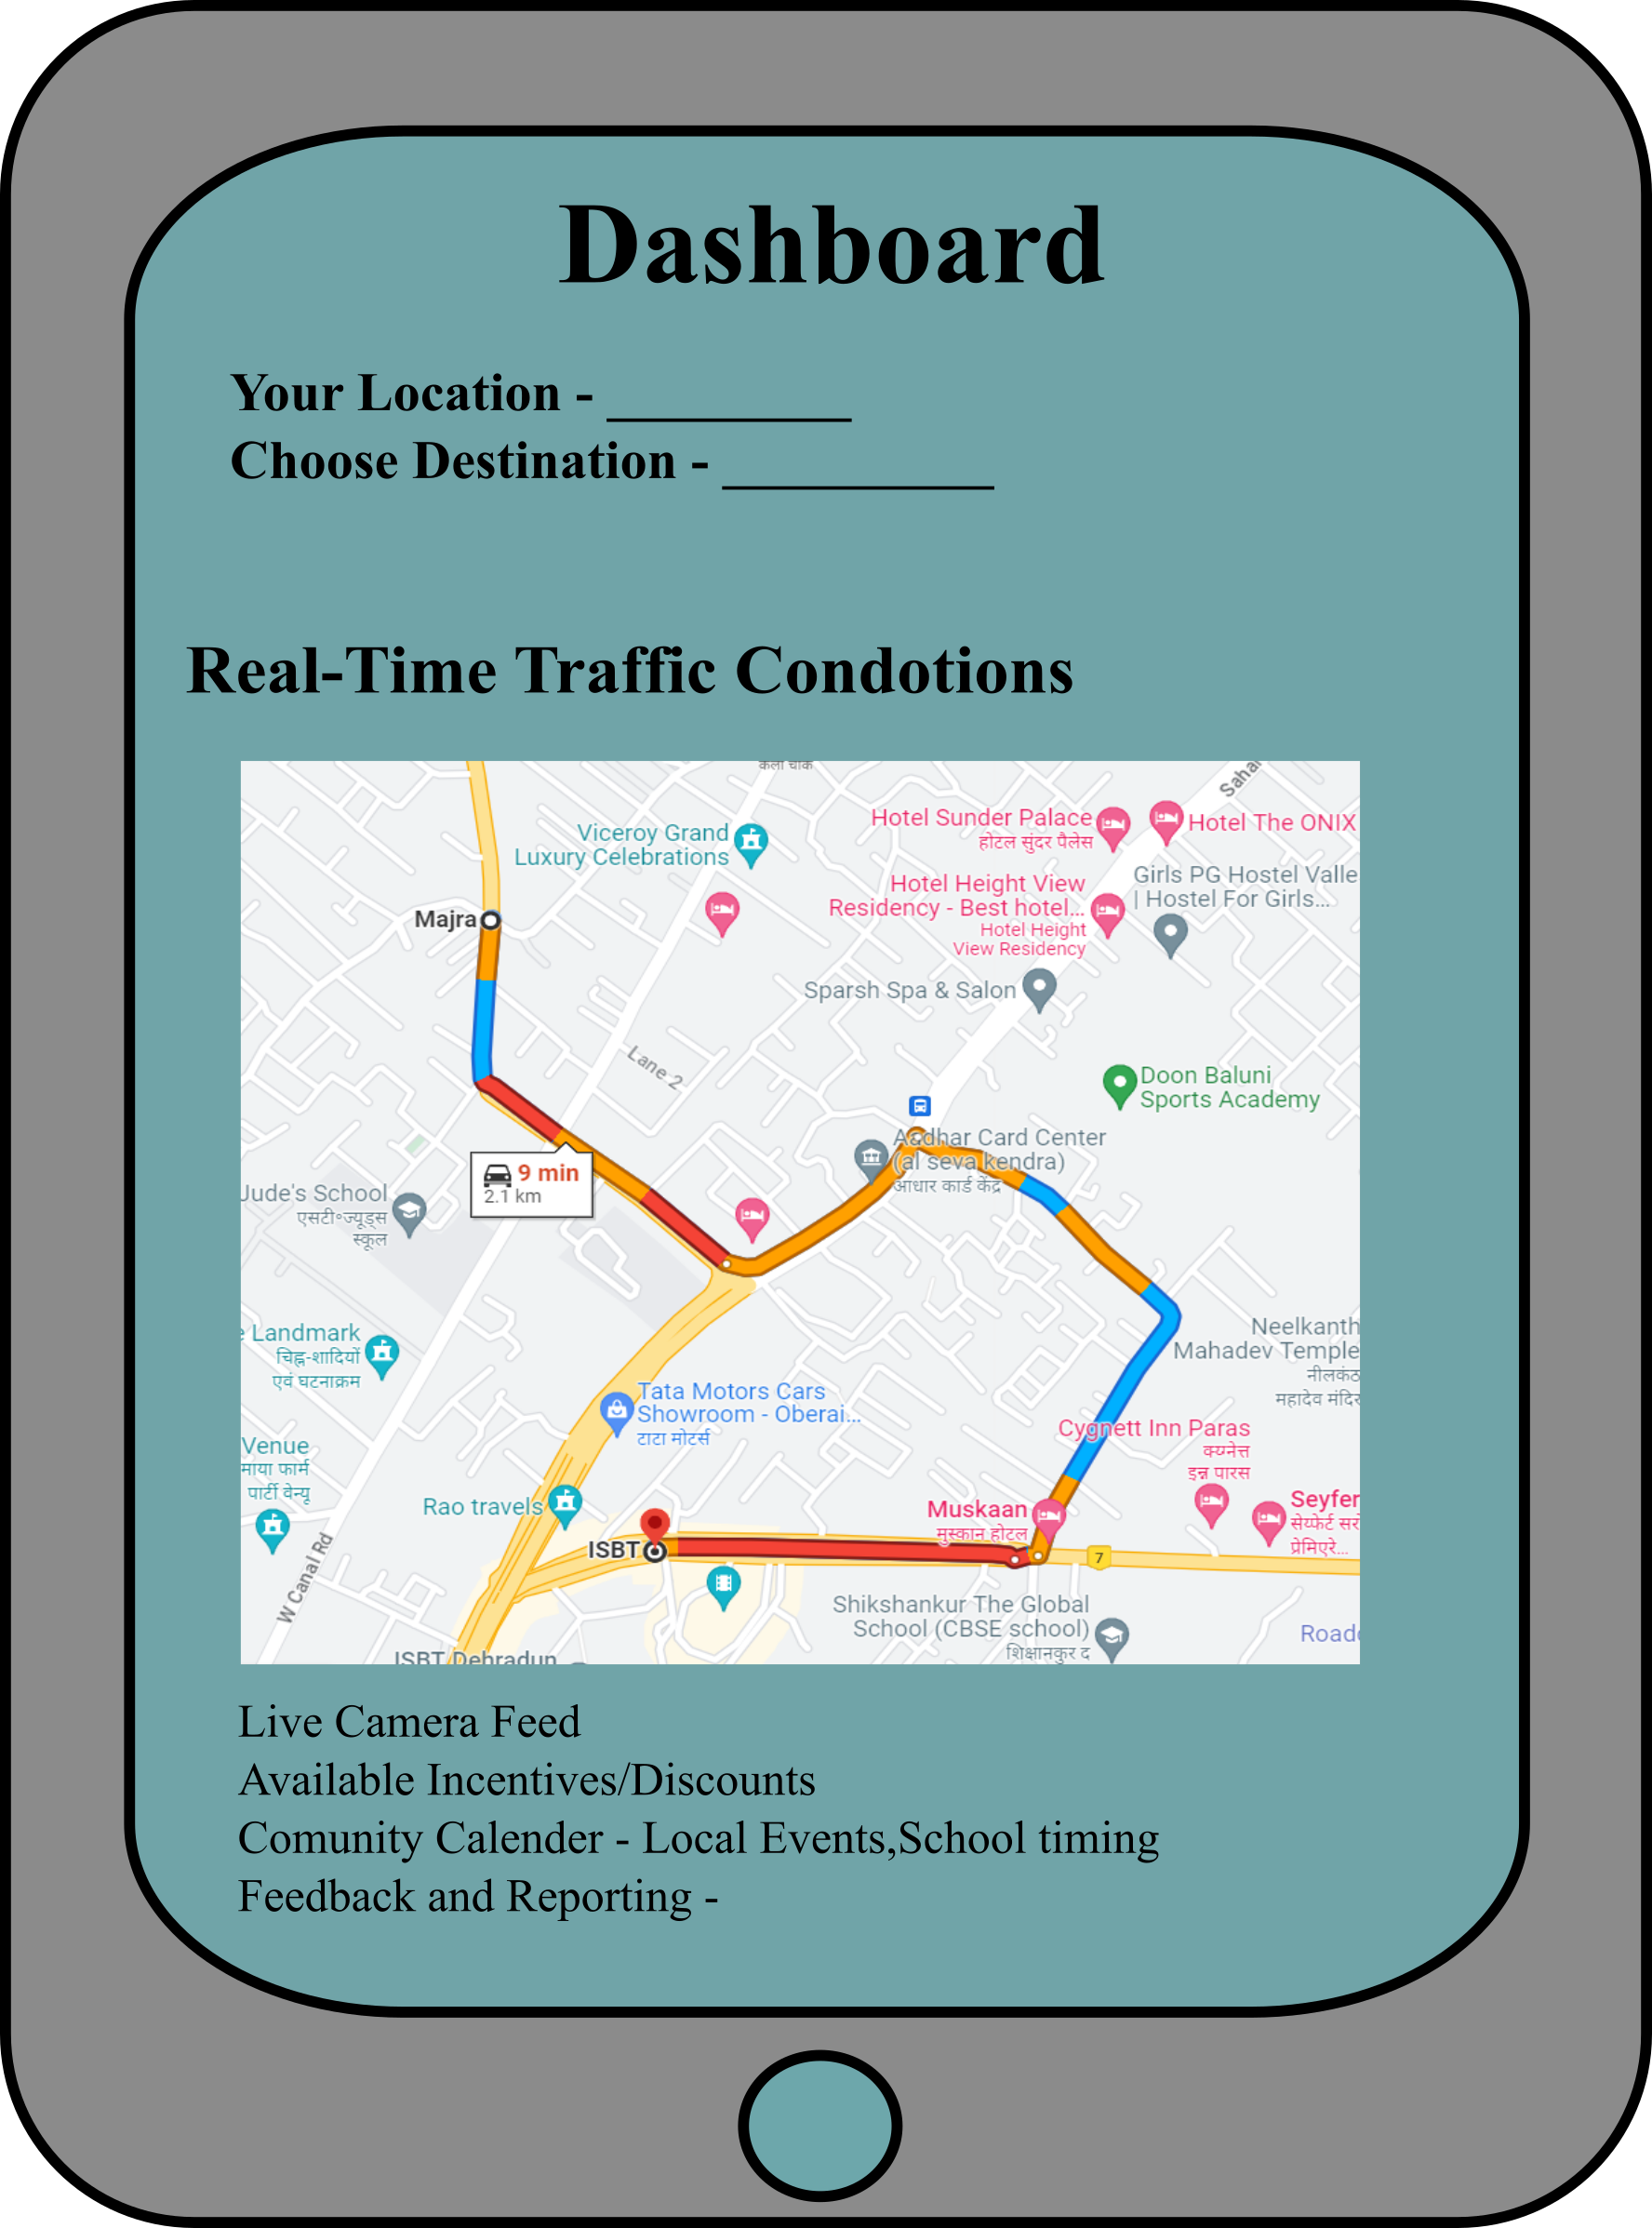 Dashboard
Your Location - _________
Choose Destination - __________
Real-Time Traffic Condotions
कला चौक
Sahar
Hotel Sunder Palace
होटल सुंदर पैलेस
Hotel The ONIX
Viceroy Grand
Luxury Celebrations
Girls PG Hostel Valle
| Hostel For Girls...
Hotel Height View
Residency - Best hotel...
Hotel Height
View Residency
Majra
Sparsh Spa & Salon
Lane 2
Doon Baluni
Sports Academy
Aadhar Card Center
(al seva kendra)
आधार कार्ड केंद्र
9 min
2.1 km
Jude's School
एसटी॰ज्यूड्स
स्कूल
e Landmark
चिह्न-शादियों
एवं घटनाक्रम
Neelkanth
Mahadev Temple
नीलकंठ
महादेव मंदिर
Tata Motors Cars
Showroom - Oberai...
टाटा मोटर्स
Cygnett Inn Paras
क्य्नेत्त
इन्न पारस
Venue
माया फार्म
पार्टी वेन्यू
Rao travels
Muskaan
मुस्कान होटल
Seyfer
सेय्फेर्ट सरो
प्रेमिएरे...
ISBT
7
W Canal Rd
Shikshankur The Global
School (CBSE school)
शिक्षानकुर द
Road
ISBT Dehradun
Live Camera Feed
Available Incentives/Discounts
Comunity Calender - Local Events,School timing
Feedback and Reporting -